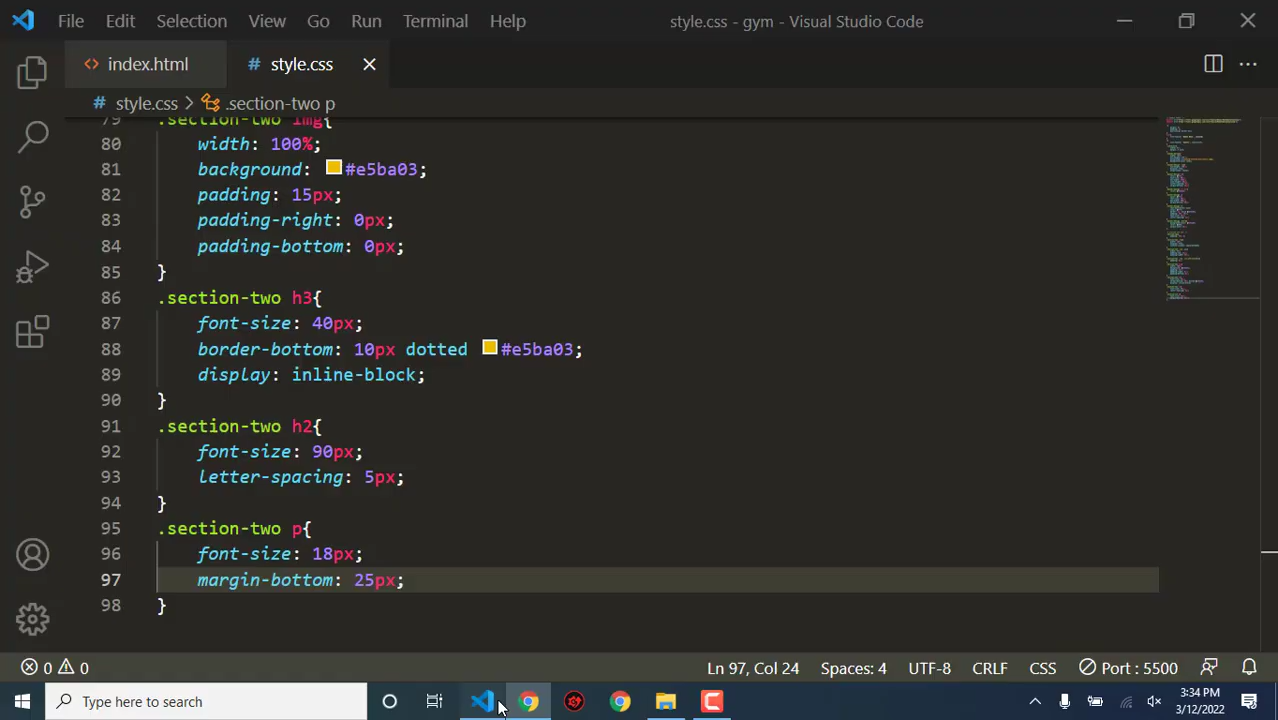 File Edit Selection View Go Run Terminal Help style.css - gym - Visual Studio Code
<> index.html # style.css
# style.css > .section-two p
79 .section-two img{
80 width: 100%;
81 background: #e5ba03;
82 padding: 15px;
83 padding-right: 0px;
84 padding-bottom: 0px;
85 }
86 .section-two h3{
87 font-size: 40px;
88 border-bottom: 10px dotted #e5ba03;
89 display: inline-block;
90 }
91 .section-two h2{
92 font-size: 90px;
93 letter-spacing: 5px;
94 }
95 .section-two p{
96 font-size: 18px;
97 margin-bottom: 25px;
98 }
0 0 Ln 97, Col 24 Spaces: 4 UTF-8 CRLF CSS Port : 5500
Type here to search
3:34 PM
3/12/2022